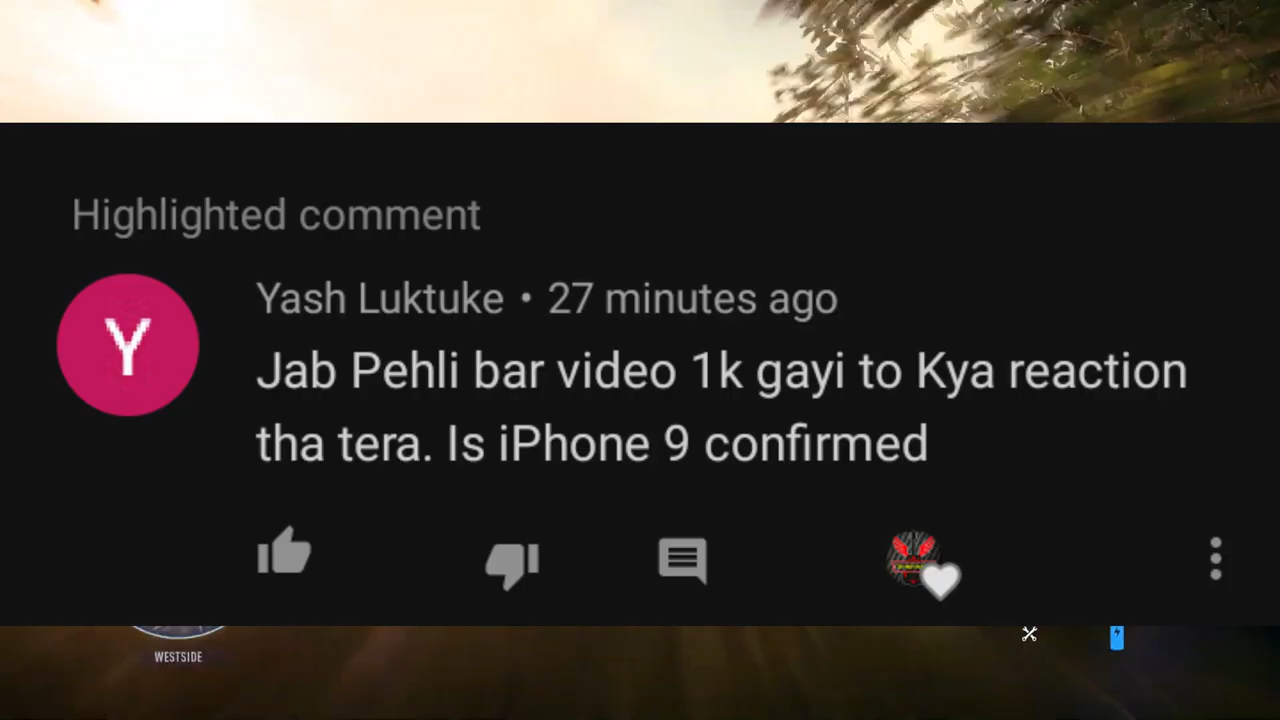 Highlighted comment
Y
Yash Luktuke • 27 minutes ago
Jab Pehli bar video 1k gayi to Kya reaction
tha tera. Is iPhone 9 confirmed
WESTSIDE